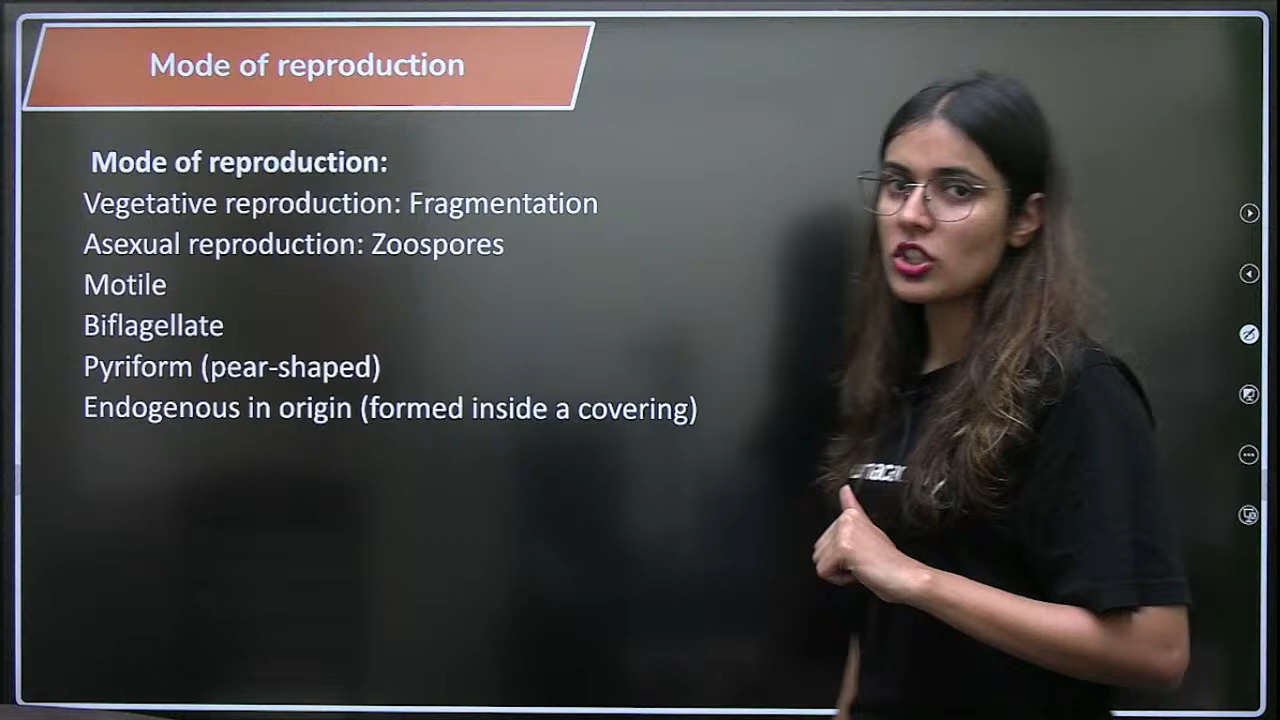 Mode of reproduction
Mode of reproduction:
Vegetative reproduction: Fragmentation
Asexual reproduction: Zoospores
Motile
Biflagellate
Pyriform (pear-shaped)
Endogenous in origin (formed inside a covering)